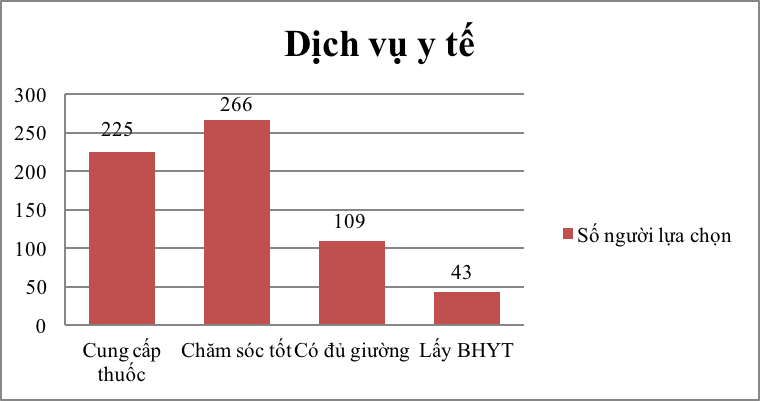 Dịch vụ y tế
300
250
200
150
100
50
0
225
266
109
43
Cung cấp
thuốc
Chăm sóc tốt
Có đủ giường
Lấy BHYT
Số người lựa chọn